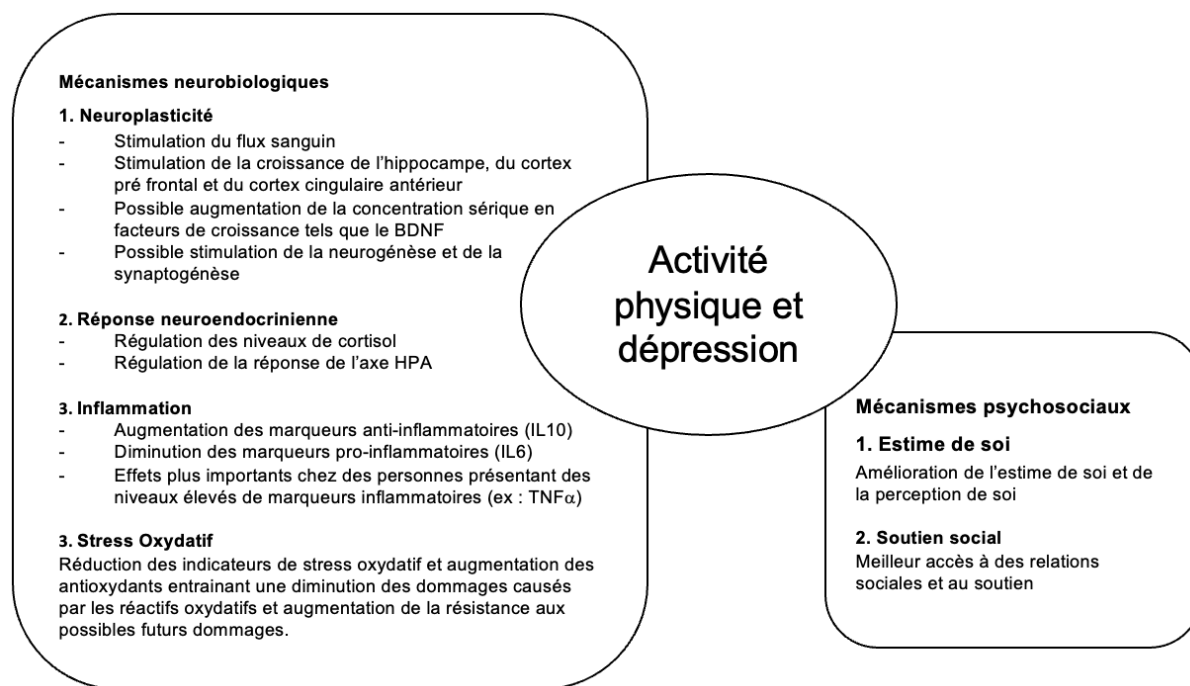 Mécanismes neurobiologiques
1. Neuroplasticité
- Stimulation du flux sanguin
- Stimulation de la croissance de l'hippocampe, du cortex
pré frontal et du cortex cingulaire antérieur
- Possible augmentation de la concentration sérique en
facteurs de croissance tels que le BDNF
- Possible stimulation de la neurogénèse et de la
synaptogénèse
2. Réponse neuroendocrinienne
- Régulation des niveaux de cortisol
- Régulation de la réponse de l'axe HPA
3. Inflammation
- Augmentation des marqueurs anti-inflammatoires (IL10)
- Diminution des marqueurs pro-inflammatoires (IL6)
- Effets plus importants chez des personnes présentant des
niveaux élevés de marqueurs inflammatoires (ex : TNFα)
3. Stress Oxydatif
Réduction des indicateurs de stress oxydatif et augmentation des
antioxydants entrainant une diminution des dommages causés
par les réactifs oxydatifs et augmentation de la résistance aux
possibles futurs dommages.
Activité
physique et
dépression
Mécanismes psychosociaux
1. Estime de soi
Amélioration de l'estime de soi et de
la perception de soi
2. Soutien social
Meilleur accès à des relations
sociales et au soutien